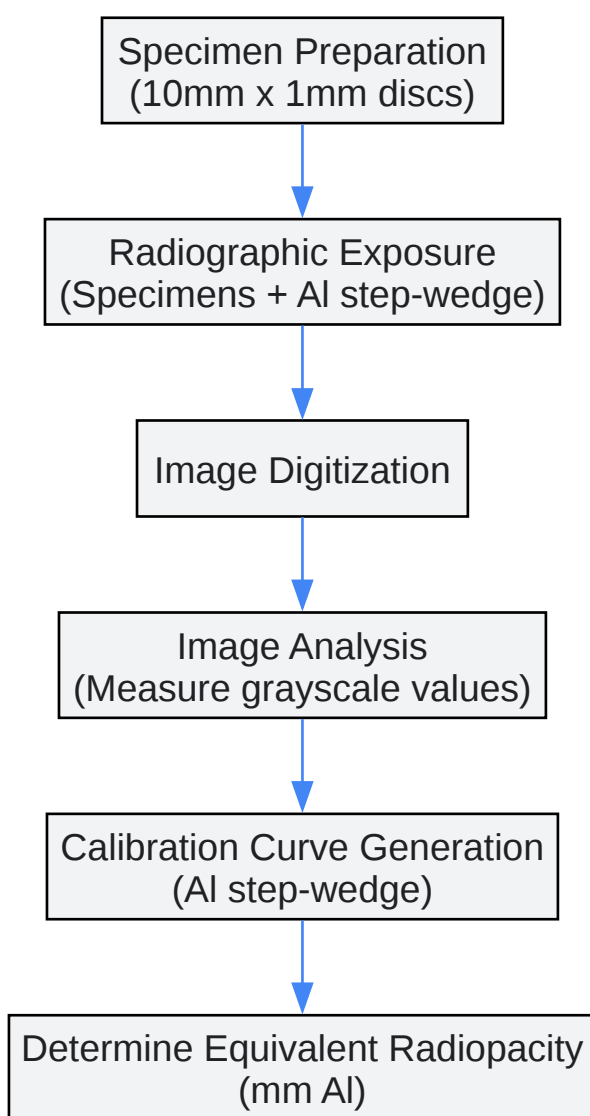 Specimen Preparation
(10mm x 1mm discs)
Radiographic Exposure
(Specimens + Al step-wedge)
Image Digitization
Image Analysis
(Measure grayscale values)
Calibration Curve Generation
(Al step-wedge)
Determine Equivalent Radiopacity
(mm Al)